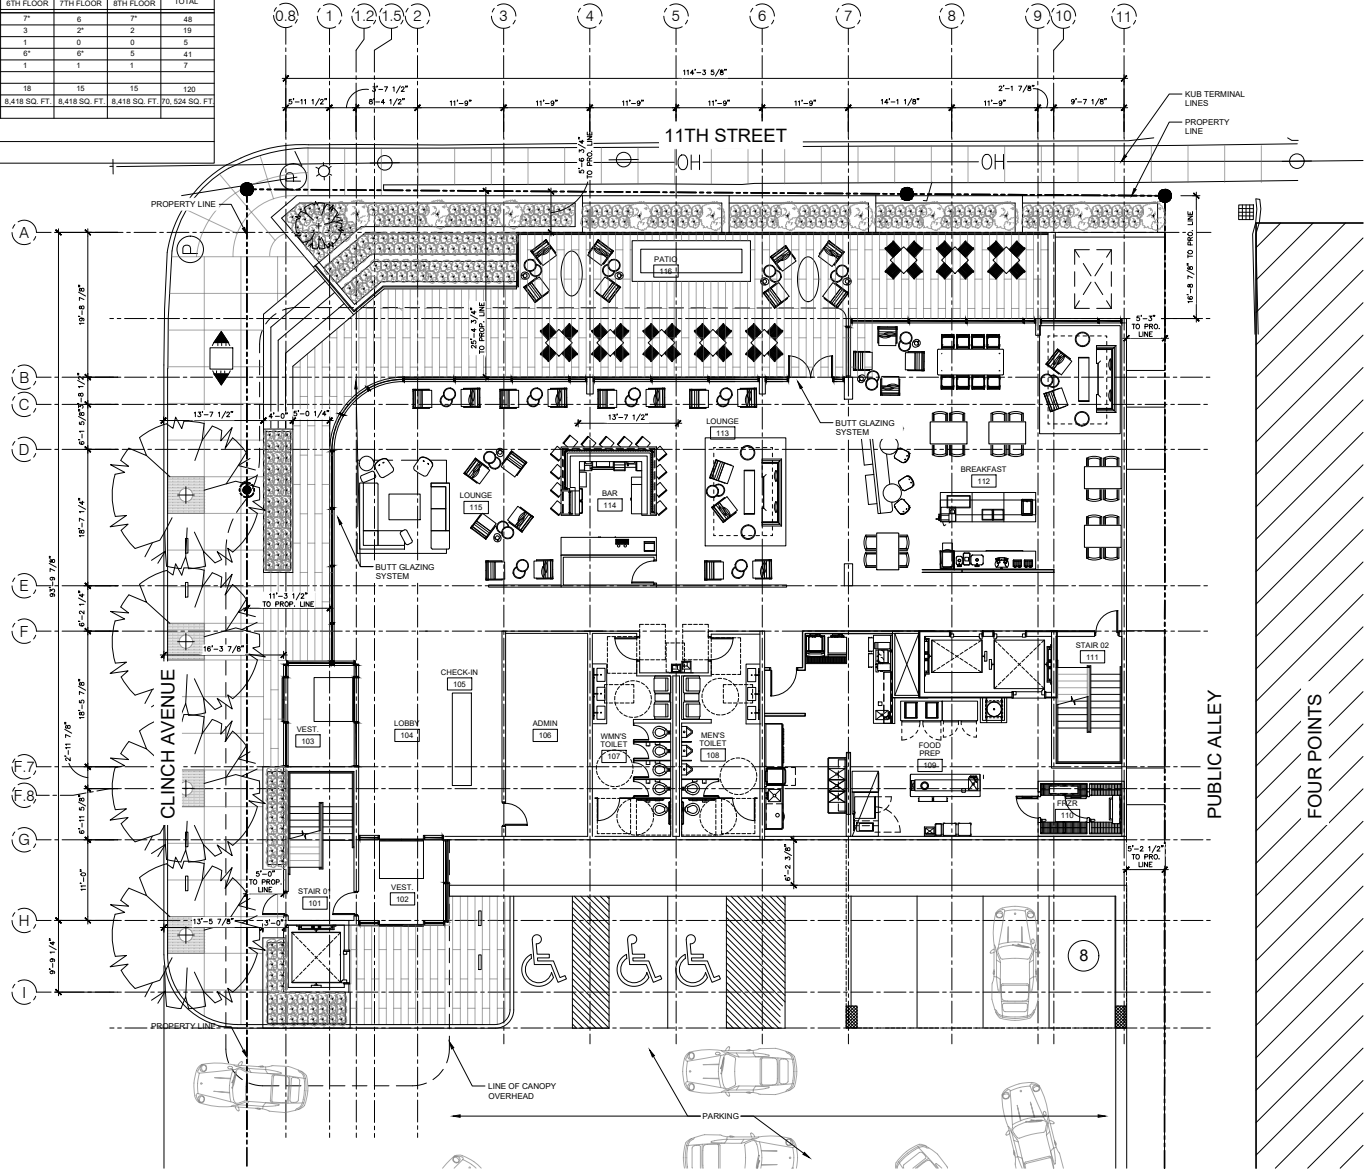 6TH FLOOR 7TH FLOOR 8TH FLOOR TOTAL
7* 6 7* 48
3 2* 2 19
1 0 0 5
6* 6* 5 41
1 1 1 7
18 15 15 120
8,418 SQ. FT. 8,418 SQ. FT. 8,418 SQ. FT. 70, 524 SQ. FT.
0.8 1 1.2 1.5 2 3 4 5 6 7 8 9 10 11
114'-3 5/8"
5'-11 1/2" 3'-7 1/2" 8'-4 1/2" 11'-9" 11'-9" 11'-9" 11'-9" 11'-9" 14'-1 1/8" 11'-9" 2'-1 7/8" 9'-7 1/8"
KUB TERMINAL
LINES
PROPERTY
LINE
11TH STREET
5'-6 3/4"
TO PRO. LINE
OH OH
P
P
PROPERTY LINE
A
B
C
D
E
F
F.7
F.8
G
H
I
19'-8 7/8"
6'-1 5/8"
18'-7 1/4"
93'-9 7/8"
6'-2 1/4"
18'-5 7/8"
2'-11 7/8"
6'-11 5/8"
11'-0"
9'-9 1/4"
25'-4 3/4"
TO PROP. LINE
16'-8 7/8" TO PRO. LINE
5'-3"
TO PRO.
LINE
PATIO
116
13'-7 1/2" 4'-0" 5'-0 1/4"
13'-7 1/2"
LOUNGE
113
BUTT GLAZING
SYSTEM
LOUNGE
115
BAR
114
BREAKFAST
112
BUTT GLAZING
SYSTEM
11'-3 1/2"
TO PROP. LINE
16'-3 7/8"
CLINCH AVENUE
PUBLIC ALLEY
FOUR POINTS
CHECK-IN
105
STAIR 02
111
VEST.
103
LOBBY
104
ADMIN
106
WMN'S
TOILET
107
MEN'S
TOILET
108
FOOD
PREP
109
FRZR
110
5'-0"
TO PROP.
LINE
6'-2 3/8"
5'-2 1/2"
TO PRO.
LINE
STAIR 0
101
VEST.
102
13'-5 7/8" 3'-0"
8
PROPERTY LINE
LINE OF CANOPY
OVERHEAD
PARKING